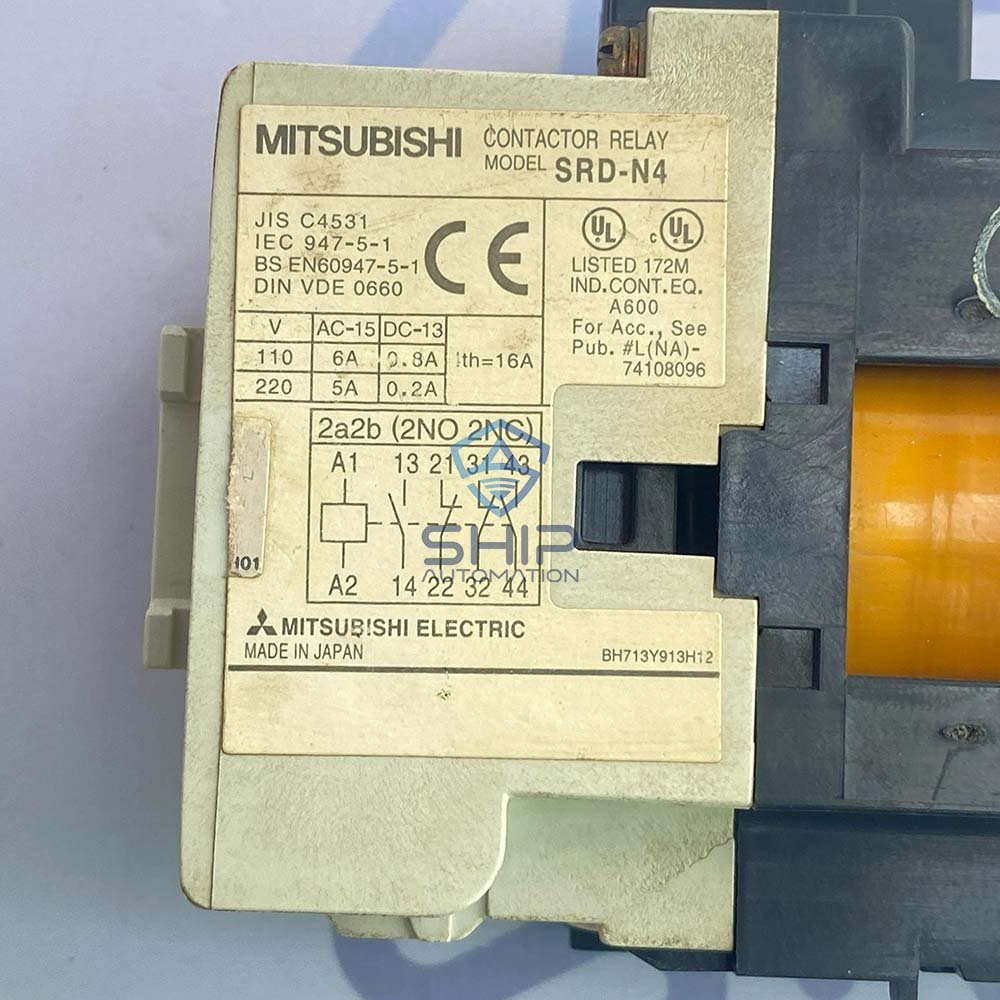 MITSUBISHI CONTACTOR RELAY
MODEL SRD-N4
JIS C4531
IEC 947-5-1
BS EN60947-5-1
DIN VDE 0660
CE
UL c UL
LISTED 172M
IND.CONT.EQ.
A600
For Acc., See
Pub. #L(NA)-
74108096
V AC-15 DC-13
110 6A 0.8A Ith=16A
220 5A 0.2A
2a2b (2NO 2NC)
A1 13 21 31 43
A2 14 22 32 44
H01
SHIP
AUTOMATION
MITSUBISHI ELECTRIC
MADE IN JAPAN
BH713Y913H12